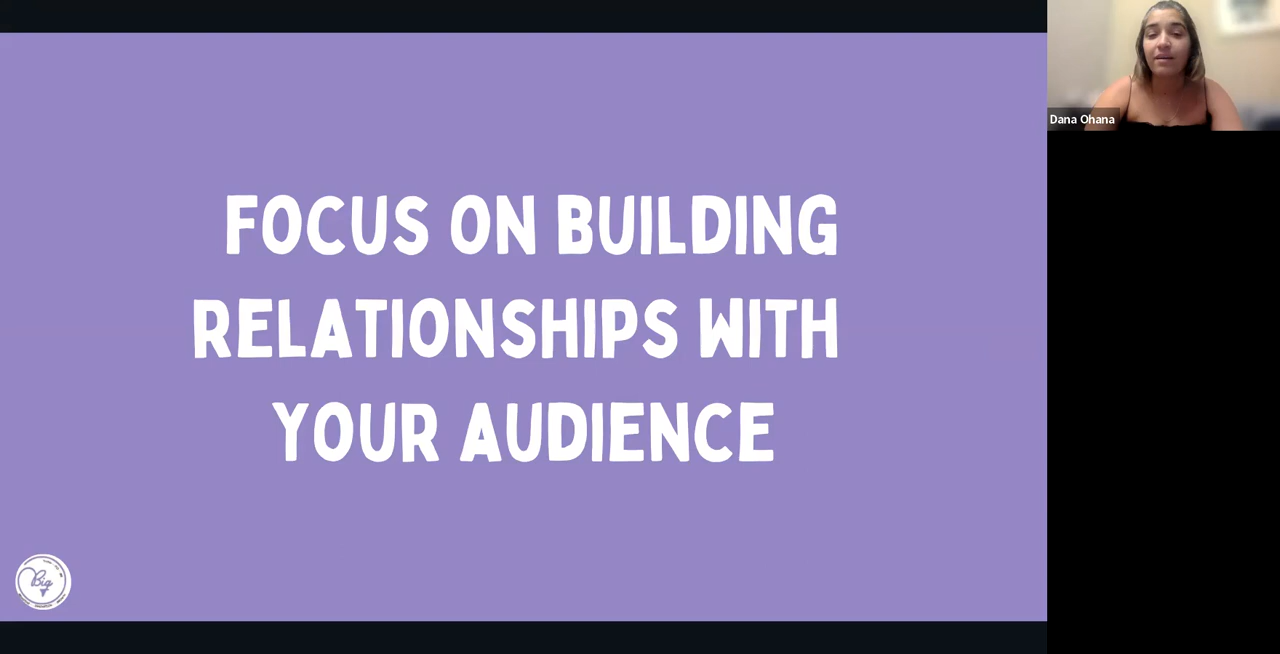 FOCUS ON BUILDING
RELATIONSHIPS WITH
YOUR AUDIENCE
Big
Dana Ohana